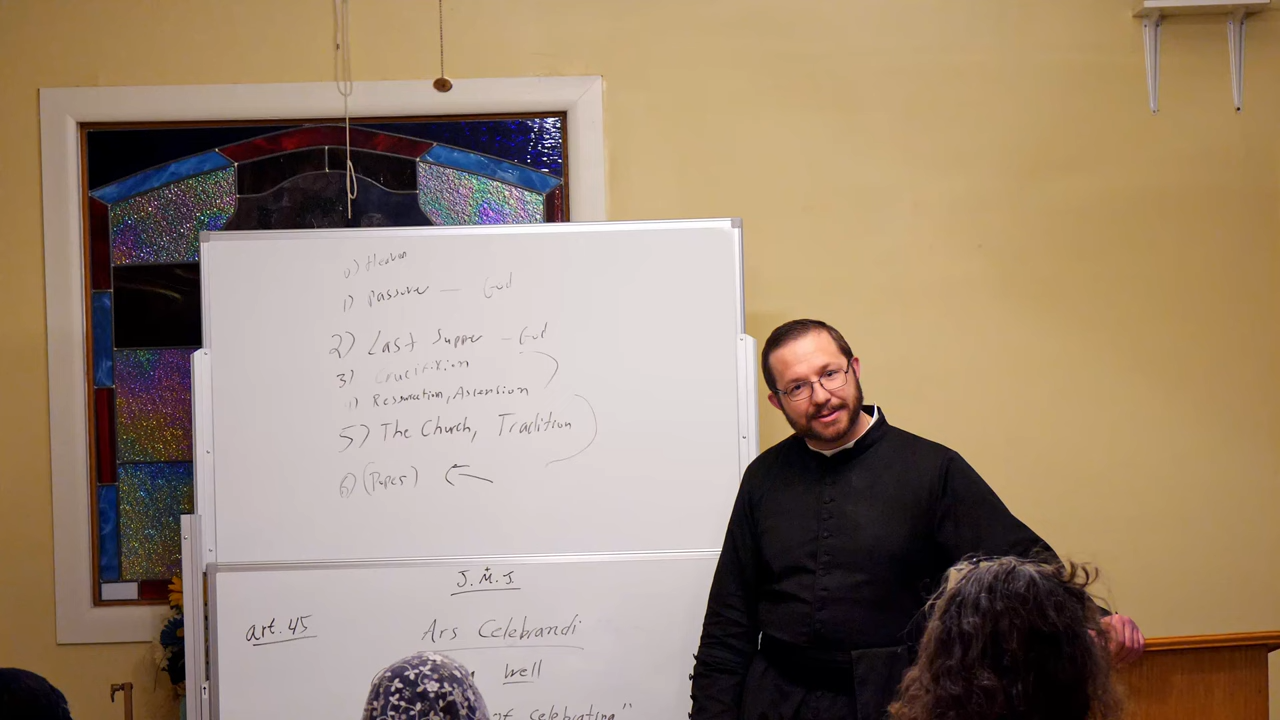 0) Heaven
1) Passover — God
2) Last Supper - God
3) Crucifixion
4) Resurrection, Ascension
5) The Church, Tradition
6) (Popes) ←
J.M.J.
art. 45
Ars Celebrandi
Well
of celebrating"